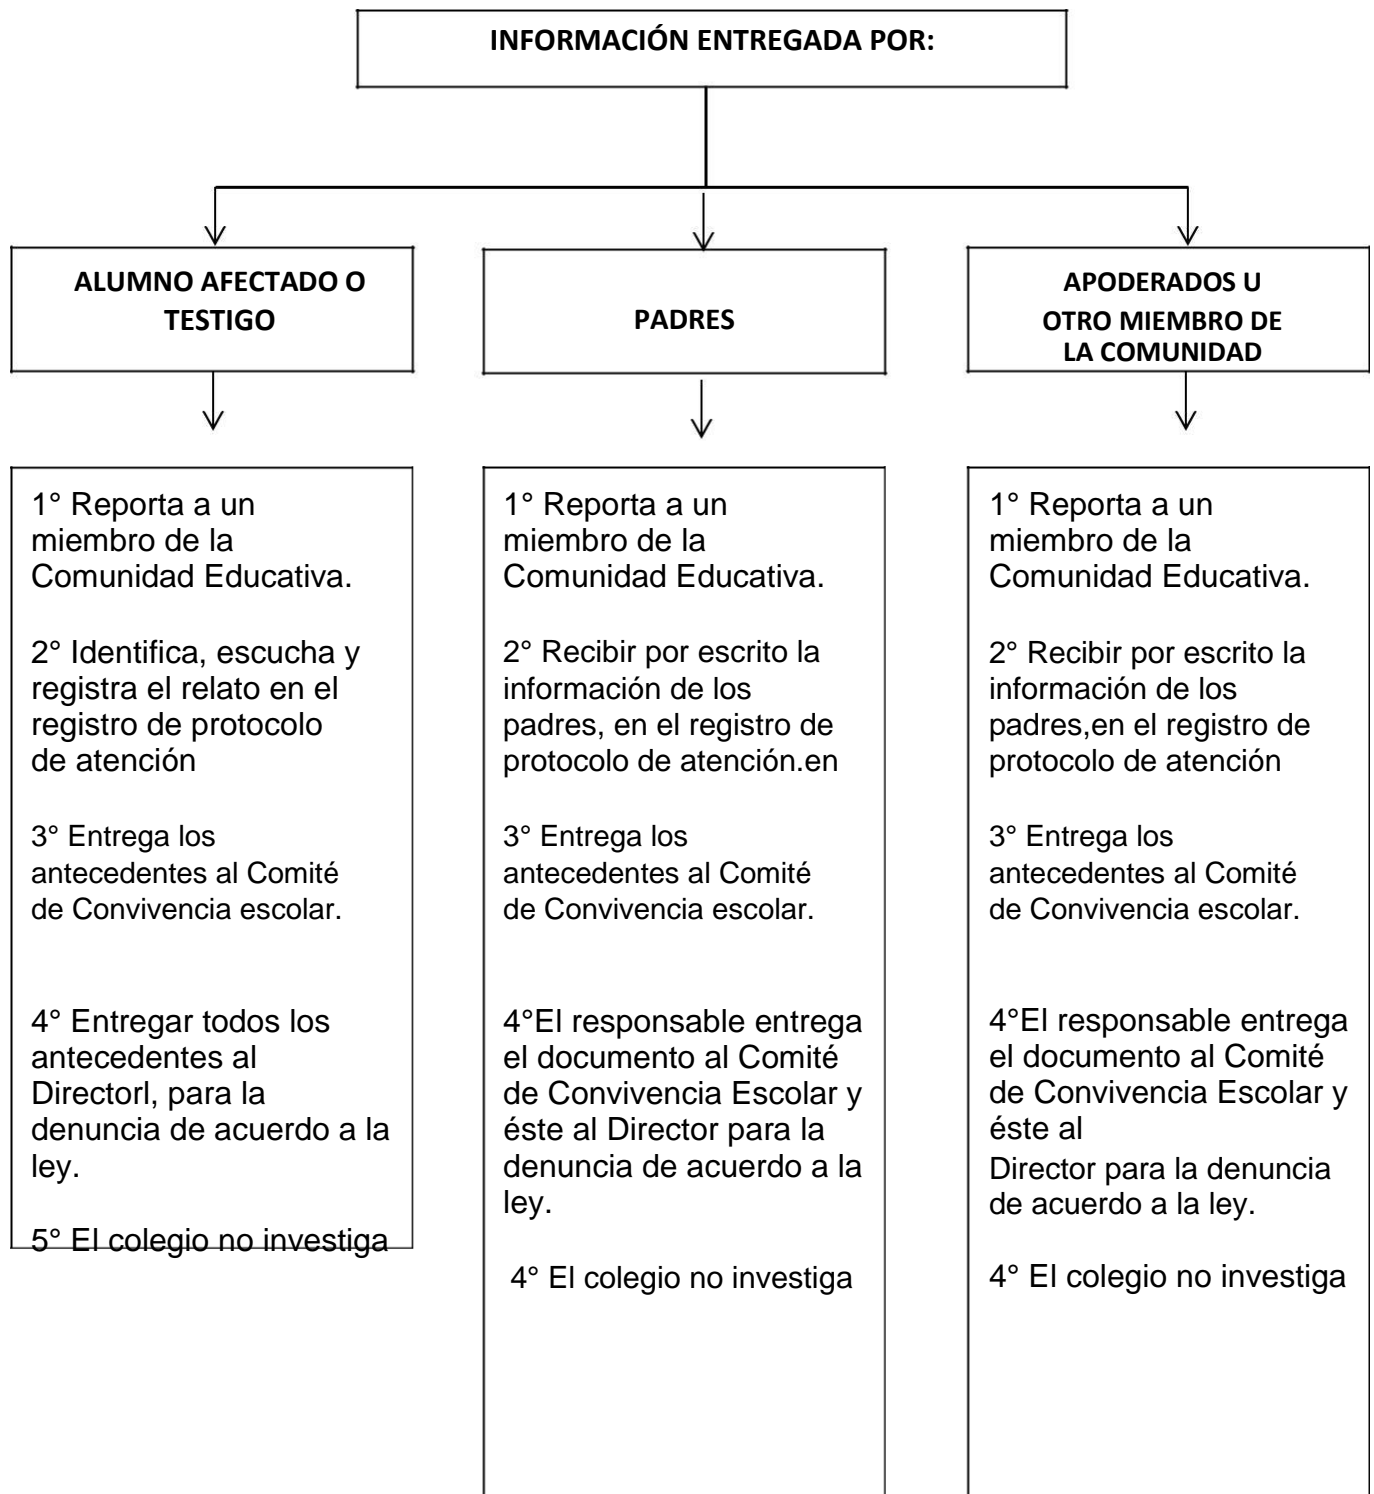 INFORMACIÓN ENTREGADA POR:
ALUMNO AFECTADO O
TESTIGO
PADRES
APODERADOS U
OTRO MIEMBRO DE
LA COMUNIDAD
1° Reporta a un
miembro de la
Comunidad Educativa.
2° Identifica, escucha y
registra el relato en el
registro de protocolo
de atención
3° Entrega los
antecedentes al Comité
de Convivencia escolar.
4° Entregar todos los
antecedentes al
Directorl, para la
denuncia de acuerdo a la
ley.
5° El colegio no investiga
1° Reporta a un
miembro de la
Comunidad Educativa.
2° Recibir por escrito la
información de los
padres, en el registro de
protocolo de atención.en
3° Entrega los
antecedentes al Comité
de Convivencia escolar.
4°El responsable entrega
el documento al Comité
de Convivencia Escolar y
éste al Director para la
denuncia de acuerdo a la
ley.
4° El colegio no investiga
1° Reporta a un
miembro de la
Comunidad Educativa.
2° Recibir por escrito la
información de los
padres,en el registro de
protocolo de atención
3° Entrega los
antecedentes al Comité
de Convivencia escolar.
4°El responsable entrega
el documento al Comité
de Convivencia Escolar y
éste al
Director para la denuncia
de acuerdo a la ley.
4° El colegio no investiga